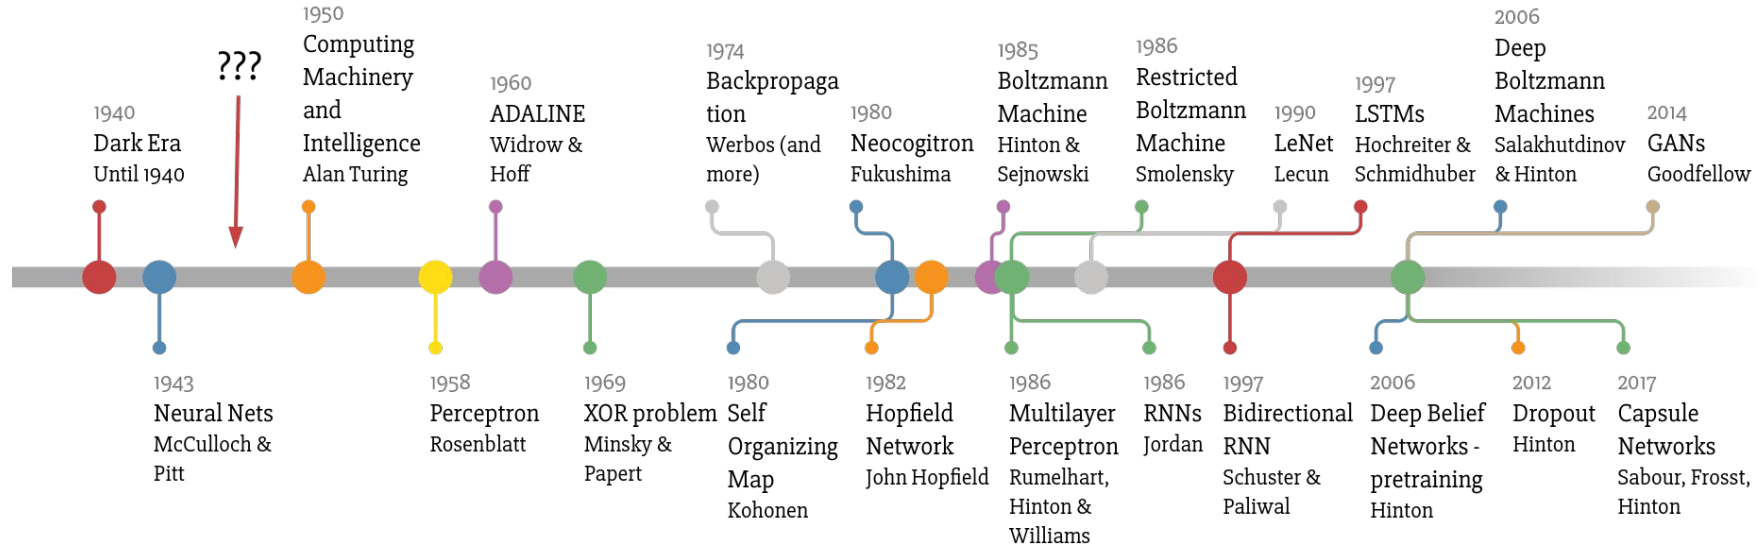 ???
1940
Dark Era
Until 1940
1950
Computing
Machinery
and
Intelligence
Alan Turing
1960
ADALINE
Widrow &
Hoff
1974
Backpropaga
tion
Werbos (and
more)
1980
Neocogitron
Fukushima
1985
Boltzmann
Machine
Hinton &
Sejnowski
1986
Restricted
Boltzmann
Machine
Smolensky
1990
LeNet
Lecun
1997
LSTMs
Hochreiter &
Schmidhuber
2006
Deep
Boltzmann
Machines
Salakhutdinov
& Hinton
2014
GANs
Goodfellow
1943
Neural Nets
McCulloch &
Pitt
1958
Perceptron
Rosenblatt
1969
XOR problem
Minsky &
Papert
1980
Self
Organizing
Map
Kohonen
1982
Hopfield
Network
John Hopfield
1986
Multilayer
Perceptron
Rumelhart,
Hinton &
Williams
1986
RNNs
Jordan
1997
Bidirectional
RNN
Schuster &
Paliwal
2006
Deep Belief
Networks -
pretraining
Hinton
2012
Dropout
Hinton
2017
Capsule
Networks
Sabour, Frosst,
Hinton